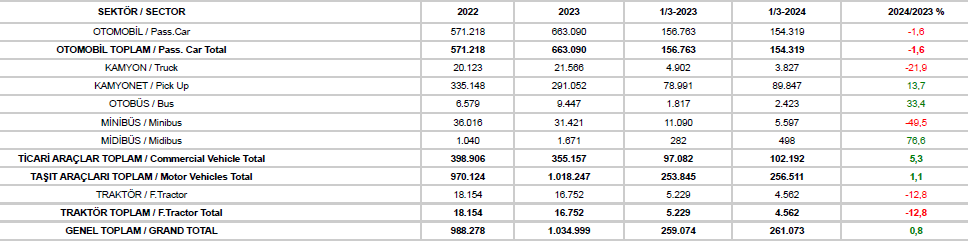 SEKTÖR / SECTOR 2022 2023 1/3-2023 1/3-2024 2024/2023 %
OTOMOBİL / Pass.Car 571.218 663.090 156.763 154.319 -1,6
OTOMOBİL TOPLAM / Pass. Car Total 571.218 663.090 156.763 154.319 -1,6
KAMYON / Truck 20.123 21.566 4.902 3.827 -21,9
KAMYONET / Pick Up 335.148 291.052 78.991 89.847 13,7
OTOBÜS / Bus 6.579 9.447 1.817 2.423 33,4
MİNİBÜS / Minibus 36.016 31.421 11.090 5.597 -49,5
MİDİBÜS / Midibus 1.040 1.671 282 498 76,6
TİCARİ ARAÇLAR TOPLAM / Commercial Vehicle Total 398.906 355.157 97.082 102.192 5,3
TAŞIT ARAÇLARI TOPLAM / Motor Vehicles Total 970.124 1.018.247 253.845 256.511 1,1
TRAKTÖR / F.Tractor 18.154 16.752 5.229 4.562 -12,8
TRAKTÖR TOPLAM / F.Tractor Total 18.154 16.752 5.229 4.562 -12,8
GENEL TOPLAM / GRAND TOTAL 988.278 1.034.999 259.074 261.073 0,8